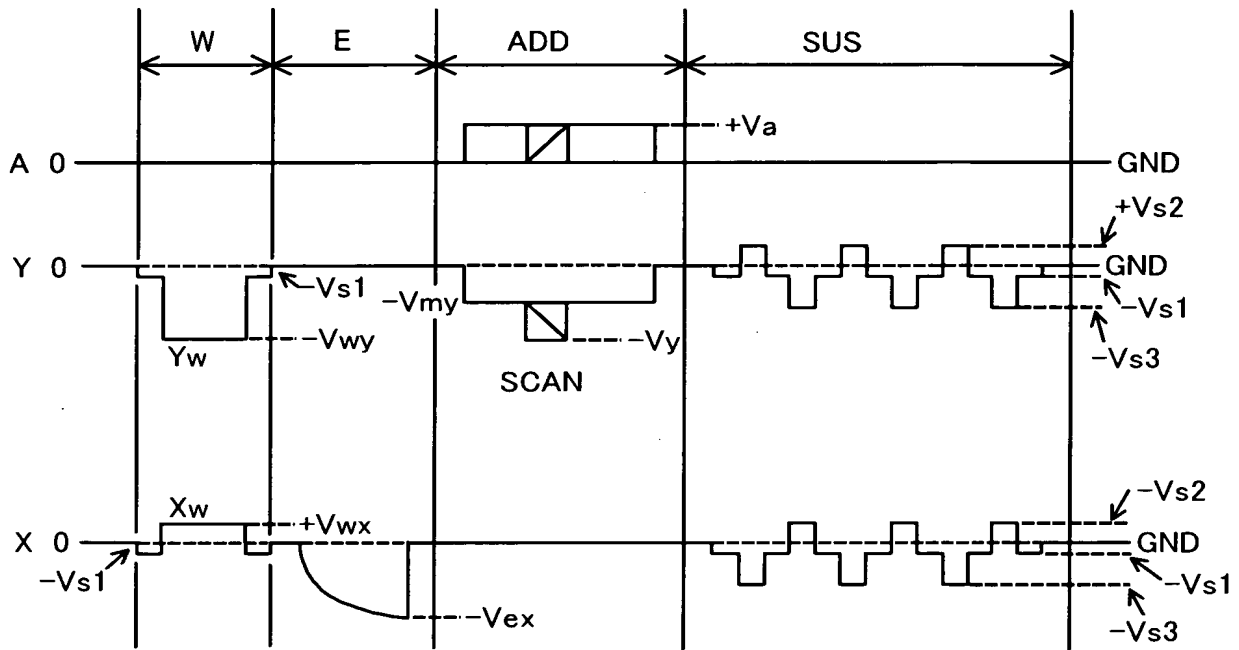 W E ADD SUS
+Va
A 0 GND
+Vs2
Y 0 GND
−Vs1 −Vmy −Vs1
Yw −Vwy −Vy −Vs3
SCAN
Xw +Vwx −Vs2
X 0 GND
−Vs1 −Vs1
−Vex −Vs3